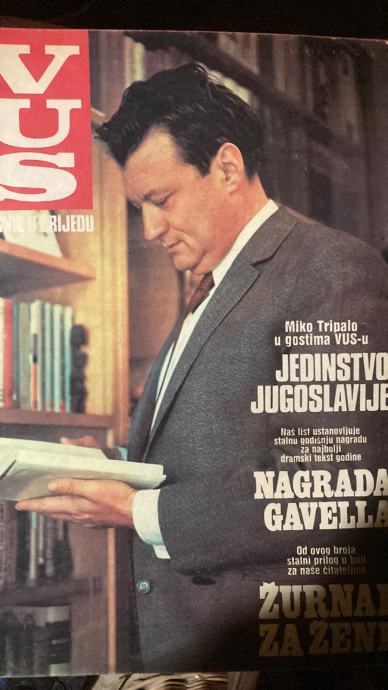 VUS
U SRIJEDU
Miko Tripalo
u gostima VUS-u
JEDINSTVO
JUGOSLAVIJE
Naš list ustanovljuje
stalnu godišnju nagradu
za najbolji
dramski tekst godine
NAGRADA
GAVELLA
Od ovog broja
stalni prilog u boji
za naše čitateljice
ŽURNAL
ZA ŽENE